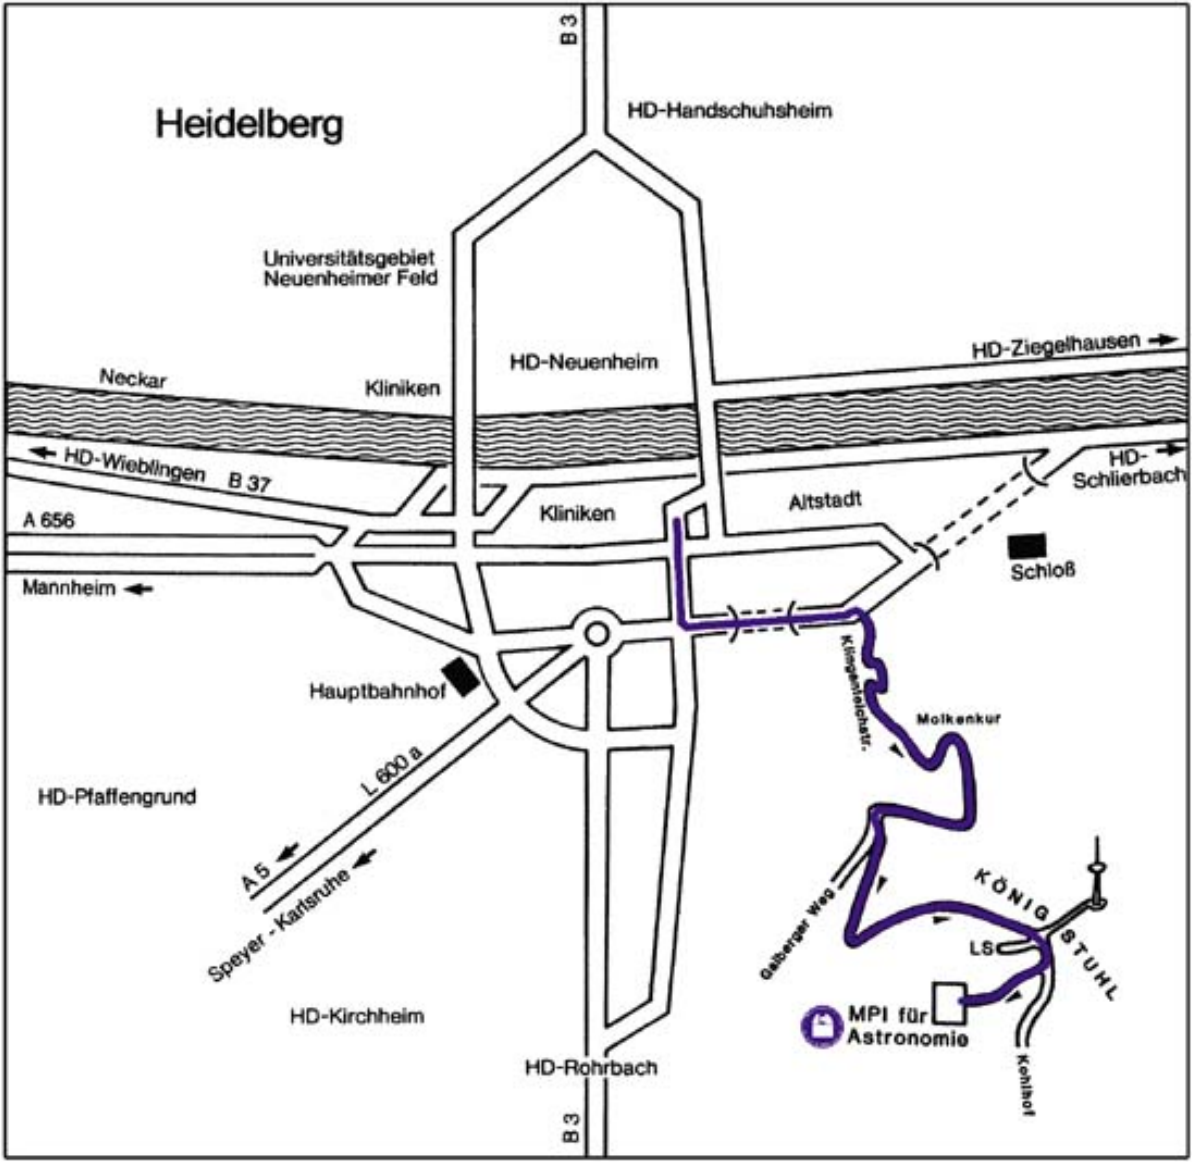 B 3
HD-Handschuhsheim
Heidelberg
Universitätsgebiet
Neuenheimer Feld
HD-Neuenheim
HD-Ziegelhausen
Neckar
Kliniken
HD-Wieblingen B 37
HD-
Schlierbach
A 656
Kliniken
Altstadt
Mannheim
Schloß
Hauptbahnhof
Klingenteichstr.
Molkenkur
L 600 a
HD-Pfaffengrund
A 5
Speyer - Karlsruhe
Gaiberger Weg
KÖNIG
STUHL
LS
MPI für
Astronomie
HD-Kirchheim
HD-Rohrbach
Kohlhof
B 3